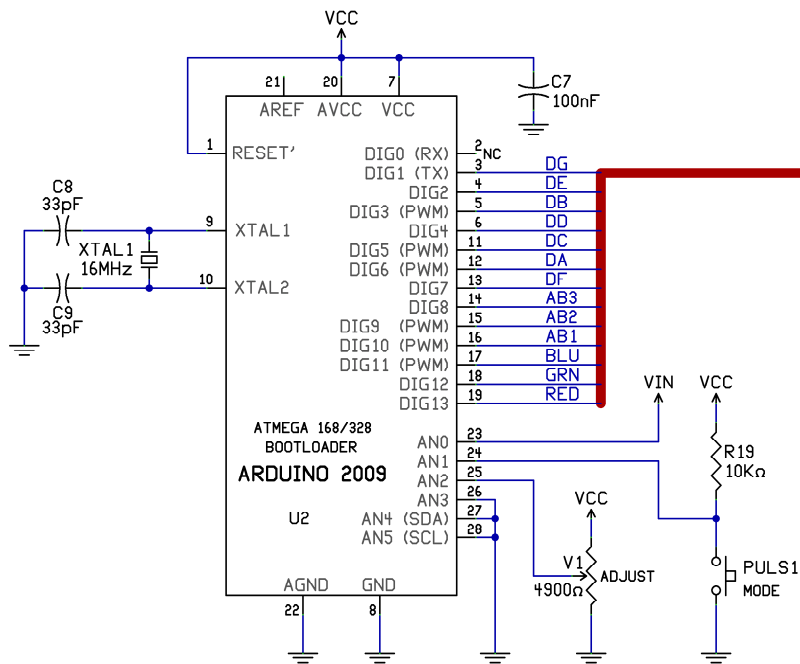 VCC
21
20
7
C7
100nF
AREF
AVCC
VCC
1
RESET'
DIG0 (RX)
2
NC
DIG1 (TX)
3
DG
DIG2
4
DE
DIG3 (PWM)
5
DB
DIG4
6
DD
DIG5 (PWM)
11
DC
DIG6 (PWM)
12
DA
DIG7
13
DF
DIG8
14
AB3
DIG9 (PWM)
15
AB2
DIG10 (PWM)
16
AB1
DIG11 (PWM)
17
BLU
DIG12
18
GRN
DIG13
19
RED
C8
33pF
9
XTAL1
XTAL1
16MHz
10
XTAL2
C9
33pF
VIN
VCC
ATMEGA 168/328
BOOTLOADER
ARDUINO 2009
U2
AN0
23
AN1
24
AN2
25
AN3
26
AN4 (SDA)
27
AN5 (SCL)
28
R19
10KΩ
VCC
V1
4900Ω
ADJUST
PULS1
MODE
AGND
GND
22
8